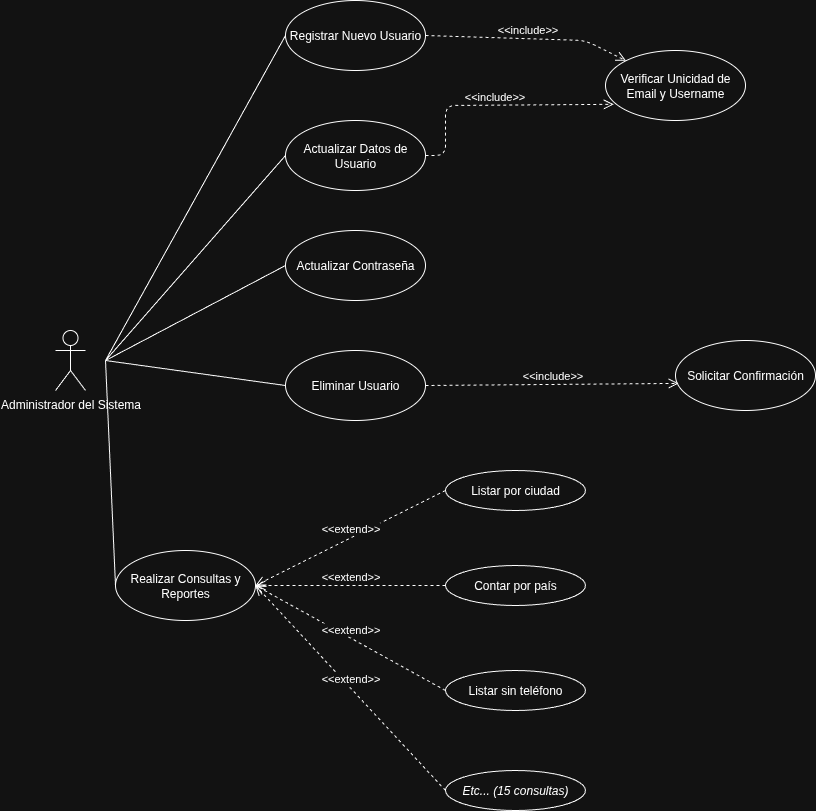 Registrar Nuevo Usuario
<<include>>
Verificar Unicidad de
Email y Username
<<include>>
Actualizar Datos de
Usuario
Actualizar Contraseña
Administrador del Sistema
Eliminar Usuario
<<include>>
Solicitar Confirmación
Realizar Consultas y
Reportes
<<extend>>
Listar por ciudad
<<extend>>
Contar por país
<<extend>>
Listar sin teléfono
<<extend>>
Etc... (15 consultas)